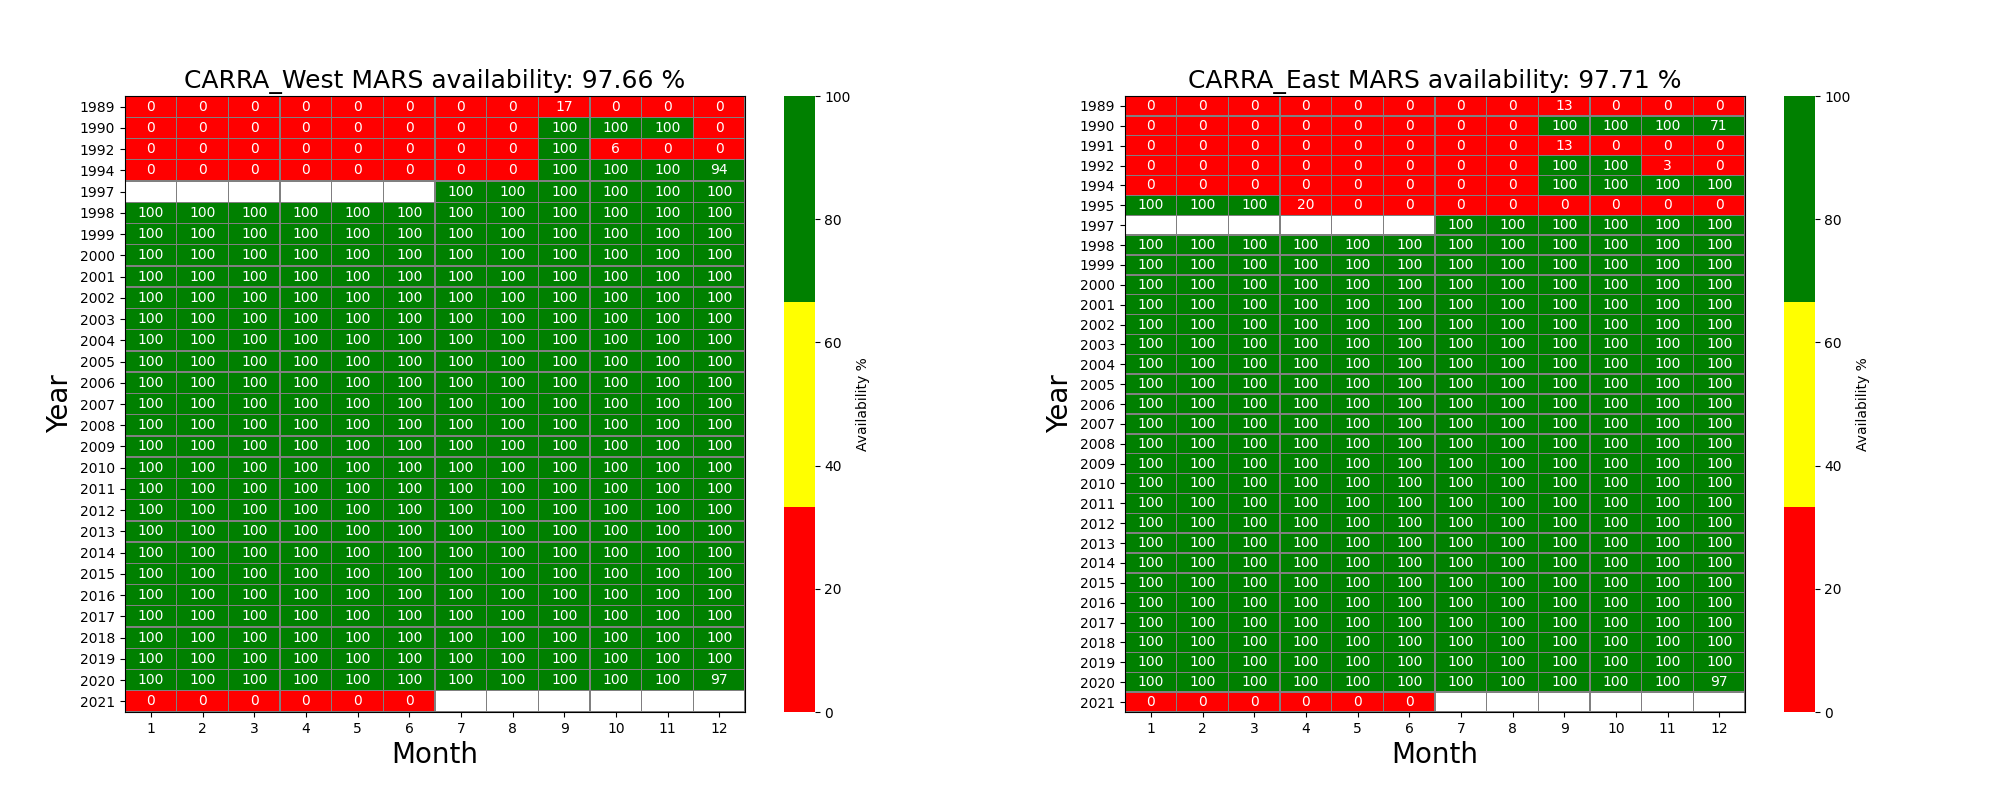 CARRA_West MARS availability: 97.66 %
Year
1989 0 0 0 0 0 0 0 0 17 0 0 0
1990 0 0 0 0 0 0 0 0 100 100 100 0
1992 0 0 0 0 0 0 0 0 100 6 0 0
1994 0 0 0 0 0 0 0 0 100 100 100 94
1997 100 100 100 100 100 100
1998 100 100 100 100 100 100 100 100 100 100 100 100
1999 100 100 100 100 100 100 100 100 100 100 100 100
2000 100 100 100 100 100 100 100 100 100 100 100 100
2001 100 100 100 100 100 100 100 100 100 100 100 100
2002 100 100 100 100 100 100 100 100 100 100 100 100
2003 100 100 100 100 100 100 100 100 100 100 100 100
2004 100 100 100 100 100 100 100 100 100 100 100 100
2005 100 100 100 100 100 100 100 100 100 100 100 100
2006 100 100 100 100 100 100 100 100 100 100 100 100
2007 100 100 100 100 100 100 100 100 100 100 100 100
2008 100 100 100 100 100 100 100 100 100 100 100 100
2009 100 100 100 100 100 100 100 100 100 100 100 100
2010 100 100 100 100 100 100 100 100 100 100 100 100
2011 100 100 100 100 100 100 100 100 100 100 100 100
2012 100 100 100 100 100 100 100 100 100 100 100 100
2013 100 100 100 100 100 100 100 100 100 100 100 100
2014 100 100 100 100 100 100 100 100 100 100 100 100
2015 100 100 100 100 100 100 100 100 100 100 100 100
2016 100 100 100 100 100 100 100 100 100 100 100 100
2017 100 100 100 100 100 100 100 100 100 100 100 100
2018 100 100 100 100 100 100 100 100 100 100 100 100
2019 100 100 100 100 100 100 100 100 100 100 100 100
2020 100 100 100 100 100 100 100 100 100 100 100 97
2021 0 0 0 0 0 0
1 2 3 4 5 6 7 8 9 10 11 12
Month
100
80
60
40
20
0
Availability %
CARRA_East MARS availability: 97.71 %
Year
1989 0 0 0 0 0 0 0 0 13 0 0 0
1990 0 0 0 0 0 0 0 0 100 100 100 71
1991 0 0 0 0 0 0 0 0 13 0 0 0
1992 0 0 0 0 0 0 0 0 100 100 3 0
1994 0 0 0 0 0 0 0 0 100 100 100 100
1995 100 100 100 20 0 0 0 0 0 0 0 0
1997 100 100 100 100 100 100
1998 100 100 100 100 100 100 100 100 100 100 100 100
1999 100 100 100 100 100 100 100 100 100 100 100 100
2000 100 100 100 100 100 100 100 100 100 100 100 100
2001 100 100 100 100 100 100 100 100 100 100 100 100
2002 100 100 100 100 100 100 100 100 100 100 100 100
2003 100 100 100 100 100 100 100 100 100 100 100 100
2004 100 100 100 100 100 100 100 100 100 100 100 100
2005 100 100 100 100 100 100 100 100 100 100 100 100
2006 100 100 100 100 100 100 100 100 100 100 100 100
2007 100 100 100 100 100 100 100 100 100 100 100 100
2008 100 100 100 100 100 100 100 100 100 100 100 100
2009 100 100 100 100 100 100 100 100 100 100 100 100
2010 100 100 100 100 100 100 100 100 100 100 100 100
2011 100 100 100 100 100 100 100 100 100 100 100 100
2012 100 100 100 100 100 100 100 100 100 100 100 100
2013 100 100 100 100 100 100 100 100 100 100 100 100
2014 100 100 100 100 100 100 100 100 100 100 100 100
2015 100 100 100 100 100 100 100 100 100 100 100 100
2016 100 100 100 100 100 100 100 100 100 100 100 100
2017 100 100 100 100 100 100 100 100 100 100 100 100
2018 100 100 100 100 100 100 100 100 100 100 100 100
2019 100 100 100 100 100 100 100 100 100 100 100 100
2020 100 100 100 100 100 100 100 100 100 100 100 97
2021 0 0 0 0 0 0
1 2 3 4 5 6 7 8 9 10 11 12
Month
100
80
60
40
20
0
Availability %